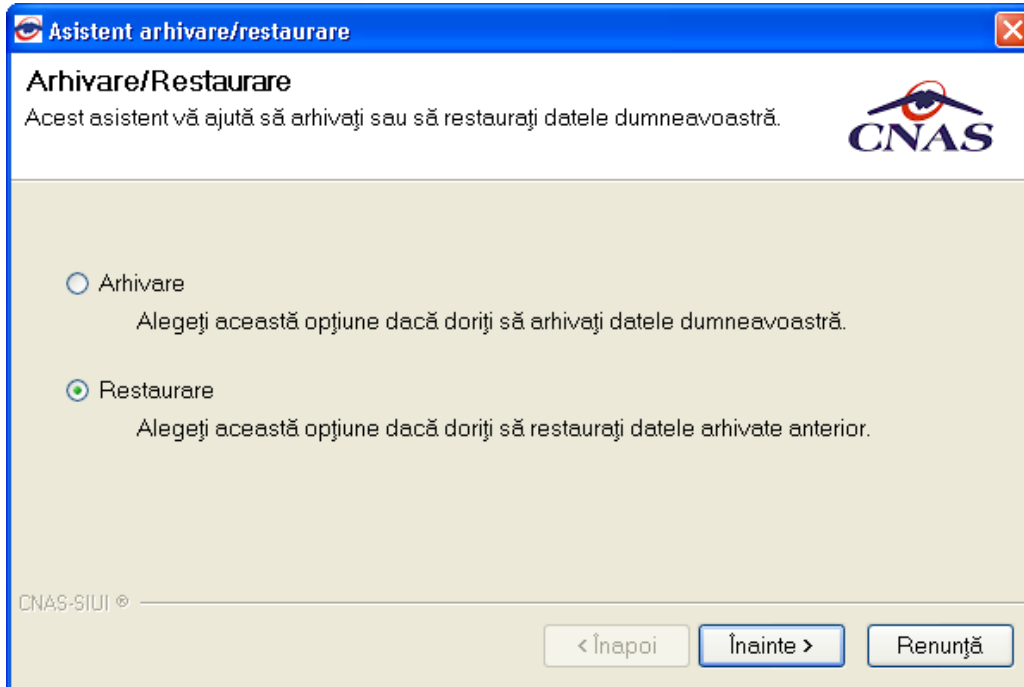 Asistent arhivare/restaurare
Arhivare/Restaurare
Acest asistent vă ajută să arhivaţi sau să restauraţi datele dumneavoastră.
CNAS
Arhivare
Alegeţi această opţiune dacă doriţi să arhivaţi datele dumneavoastră.
Restaurare
Alegeţi această opţiune dacă doriţi să restauraţi datele arhivate anterior.
CNAS-SIUI ®
< Înapoi
Înainte >
Renunţă